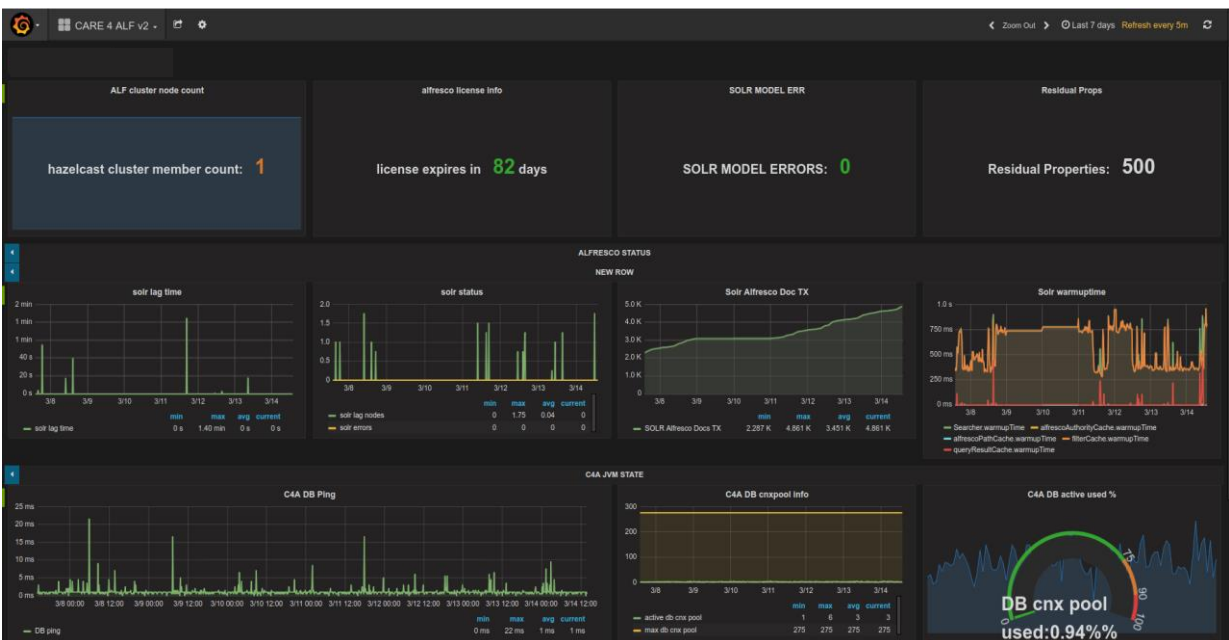 CARE 4 ALF v2
Zoom Out Last 7 days Refresh every 5m
ALF cluster node count
hazelcast cluster member count: 1
alfresco license info
license expires in 82 days
SOLR MODEL ERR
SOLR MODEL ERRORS: 0
Residual Props
Residual Properties: 500
ALFRESCO STATUS
NEW ROW
solr lag time
2 min
1 min
1 min
40 s
20 s
0 s
3/8 3/9 3/10 3/11 3/12 3/13 3/14
min max avg current
solr lag time 0 s 1.40 min 0 s 0 s
solr status
2.0
1.5
1.0
0.5
0
3/8 3/9 3/10 3/11 3/12 3/13 3/14
min max avg current
solr lag nodes 0 1.75 0.04 0
solr errors 0 0 0 0
Solr Alfresco Doc TX
5.0 K
4.0 K
3.0 K
2.0 K
1.0 K
0
3/8 3/9 3/10 3/11 3/12 3/13 3/14
min max avg current
SOLR Alfresco Docs TX 2.287 K 4.861 K 3.451 K 4.861 K
Solr warmuptime
1.0 s
750 ms
500 ms
250 ms
0 ms
3/8 3/9 3/10 3/11 3/12 3/13 3/14
Searcher.warmupTime alfrescoAuthorityCache.warmupTime
alfrescoPathCache.warmupTime filterCache.warmupTime
queryResultCache.warmupTime
C4A JVM STATE
C4A DB Ping
25 ms
20 ms
15 ms
10 ms
5 ms
0 ms
3/8 00:00 3/8 12:00 3/9 00:00 3/9 12:00 3/10 00:00 3/10 12:00 3/11 00:00 3/11 12:00 3/12 00:00 3/12 12:00 3/13 00:00 3/13 12:00 3/14 00:00 3/14 12:00
min max avg current
DB ping 0 ms 22 ms 1 ms 1 ms
C4A DB cnxpool info
300
200
100
0
3/8 3/9 3/10 3/11 3/12 3/13 3/14
min max avg current
active db cnx pool 1 6 3 3
max db cnx pool 275 275 275 275
C4A DB active used %
0
75
90
100
DB cnx pool
used:0.94%%